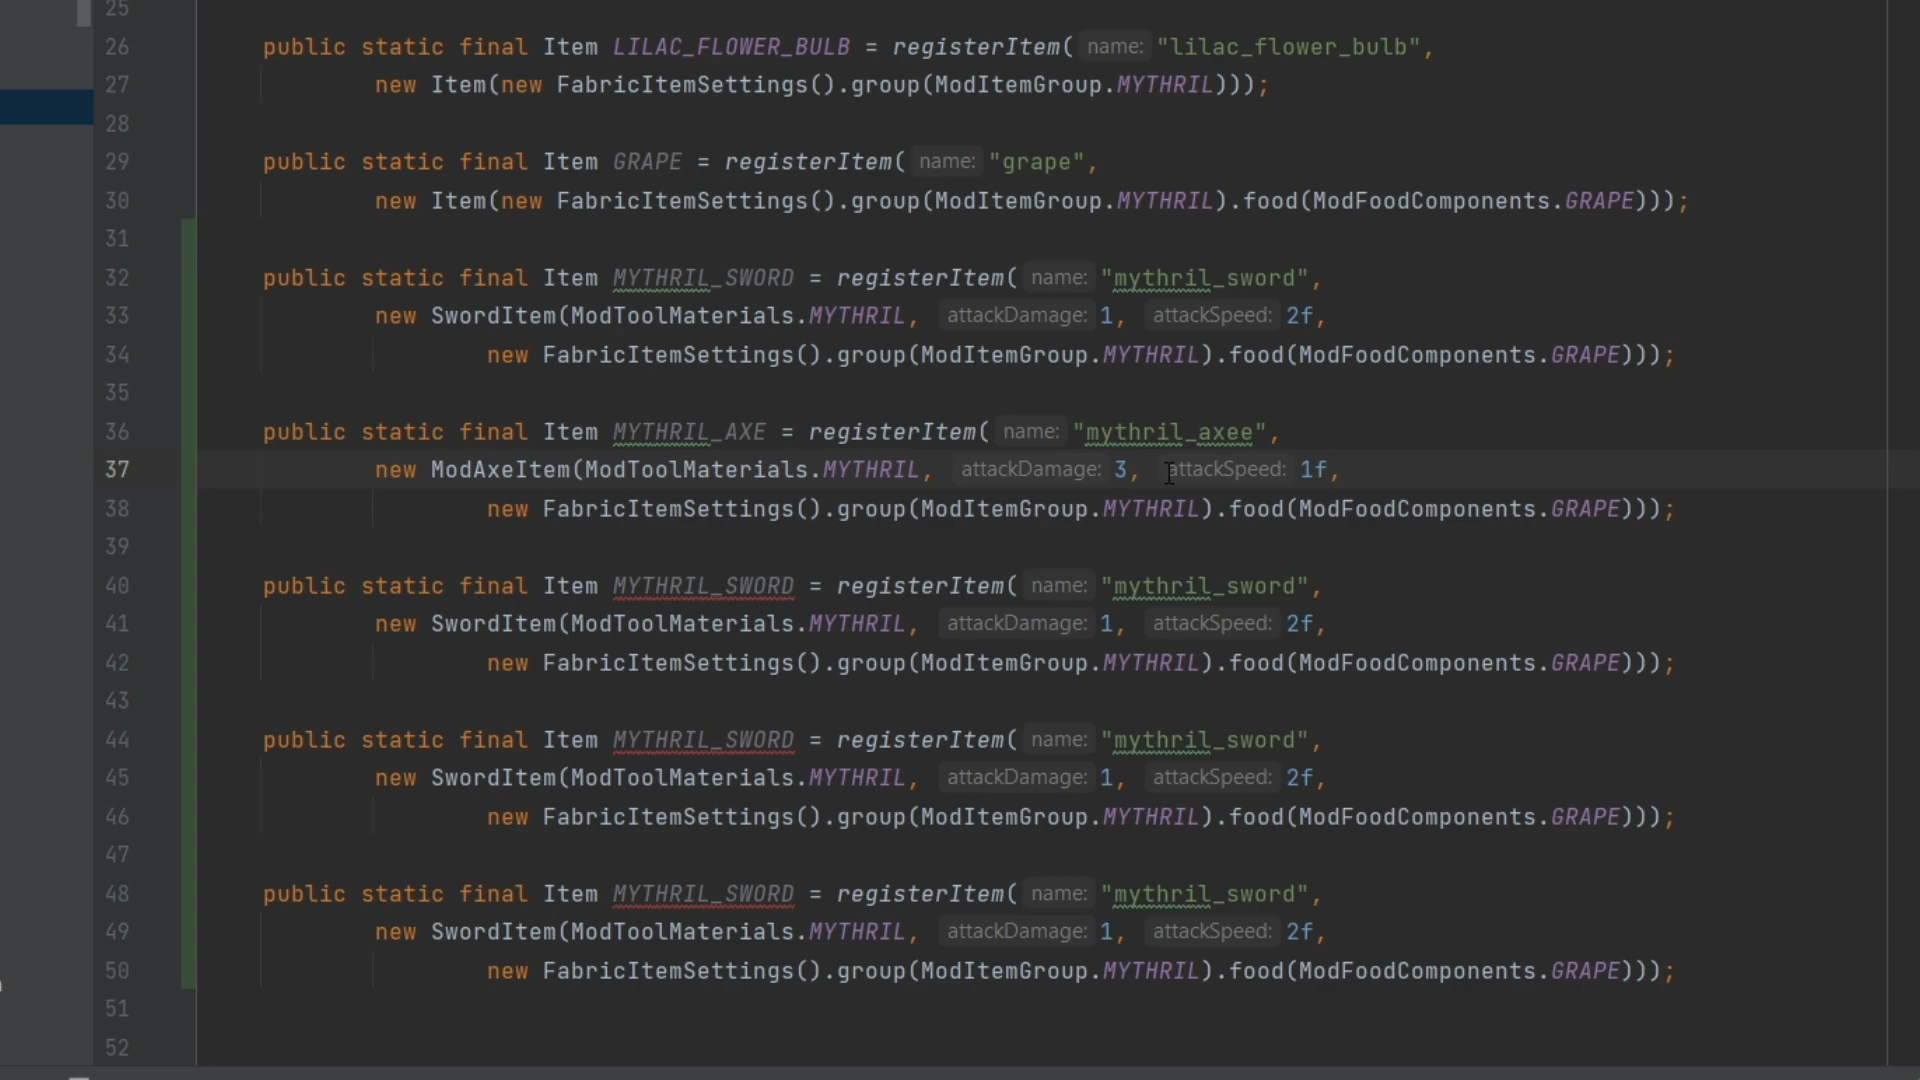 25
26 public static final Item LILAC_FLOWER_BULB = registerItem( name: "lilac_flower_bulb",
27 new Item(new FabricItemSettings().group(ModItemGroup.MYTHRIL)));
28
29 public static final Item GRAPE = registerItem( name: "grape",
30 new Item(new FabricItemSettings().group(ModItemGroup.MYTHRIL).food(ModFoodComponents.GRAPE)));
31
32 public static final Item MYTHRIL_SWORD = registerItem( name: "mythril_sword",
33 new SwordItem(ModToolMaterials.MYTHRIL, attackDamage: 1, attackSpeed: 2f,
34 new FabricItemSettings().group(ModItemGroup.MYTHRIL).food(ModFoodComponents.GRAPE)));
35
36 public static final Item MYTHRIL_AXE = registerItem( name: "mythril_axee",
37 new ModAxeItem(ModToolMaterials.MYTHRIL, attackDamage: 3, attackSpeed: 1f,
38 new FabricItemSettings().group(ModItemGroup.MYTHRIL).food(ModFoodComponents.GRAPE)));
39
40 public static final Item MYTHRIL_SWORD = registerItem( name: "mythril_sword",
41 new SwordItem(ModToolMaterials.MYTHRIL, attackDamage: 1, attackSpeed: 2f,
42 new FabricItemSettings().group(ModItemGroup.MYTHRIL).food(ModFoodComponents.GRAPE)));
43
44 public static final Item MYTHRIL_SWORD = registerItem( name: "mythril_sword",
45 new SwordItem(ModToolMaterials.MYTHRIL, attackDamage: 1, attackSpeed: 2f,
46 new FabricItemSettings().group(ModItemGroup.MYTHRIL).food(ModFoodComponents.GRAPE)));
47
48 public static final Item MYTHRIL_SWORD = registerItem( name: "mythril_sword",
49 new SwordItem(ModToolMaterials.MYTHRIL, attackDamage: 1, attackSpeed: 2f,
50 new FabricItemSettings().group(ModItemGroup.MYTHRIL).food(ModFoodComponents.GRAPE)));
51
52